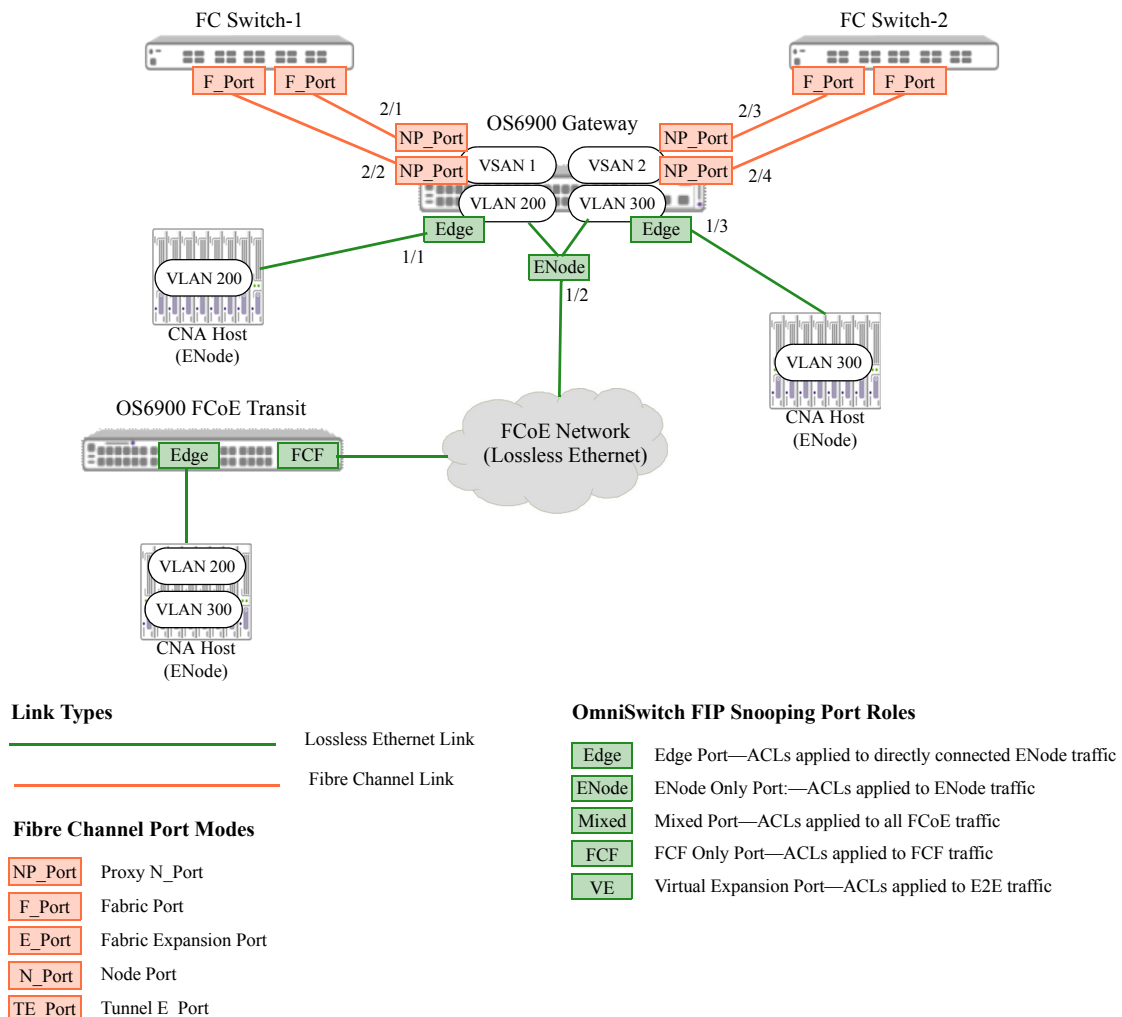 FC Switch-1
FC Switch-2
F_Port
F_Port
F_Port
F_Port
2/1
2/3
OS6900 Gateway
NP_Port
NP_Port
2/2
NP_Port
VSAN 1
VSAN 2
NP_Port
2/4
VLAN 200
VLAN 300
Edge
Edge
1/3
1/1
ENode
1/2
VLAN 200
CNA Host
(ENode)
VLAN 300
CNA Host
(ENode)
OS6900 FCoE Transit
Edge
FCF
FCoE Network
(Lossless Ethernet)
VLAN 200
VLAN 300
CNA Host
(ENode)
Link Types
Lossless Ethernet Link
Fibre Channel Link
Fibre Channel Port Modes
NP_Port Proxy N_Port
F_Port Fabric Port
E_Port Fabric Expansion Port
N_Port Node Port
TE_Port Tunnel E_Port
OmniSwitch FIP Snooping Port Roles
Edge Edge Port—ACLs applied to directly connected ENode traffic
ENode ENode Only Port:—ACLs applied to ENode traffic
Mixed Mixed Port—ACLs applied to all FCoE traffic
FCF FCF Only Port—ACLs applied to FCF traffic
VE Virtual Expansion Port—ACLs applied to E2E traffic